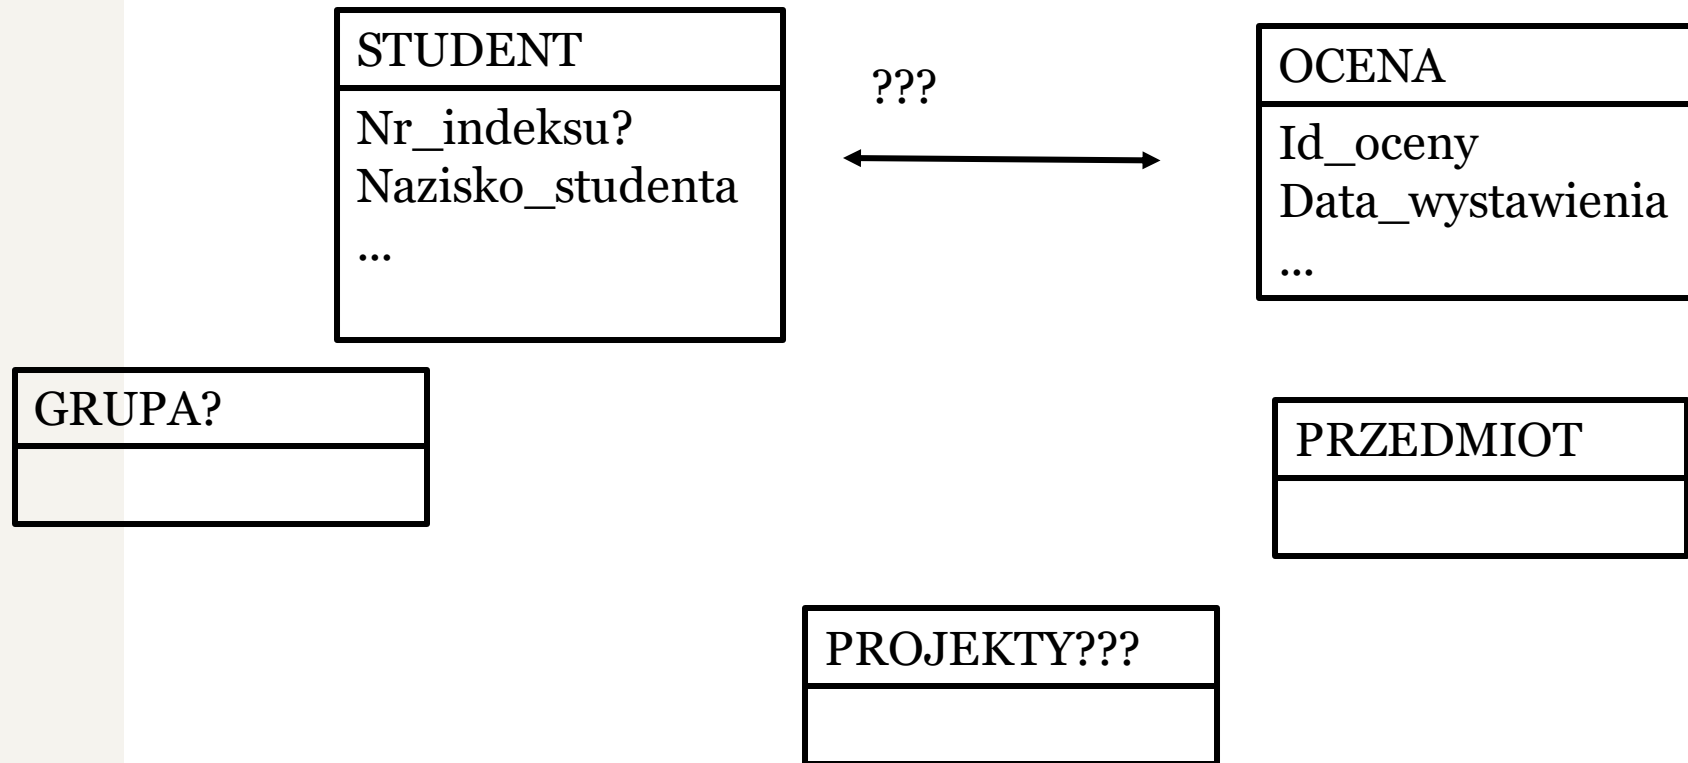 STUDENT
Nr_indeksu?
Nazisko_studenta
...
???
OCENA
Id_oceny
Data_wystawienia
...
GRUPA?
PRZEDMIOT
PROJEKTY???